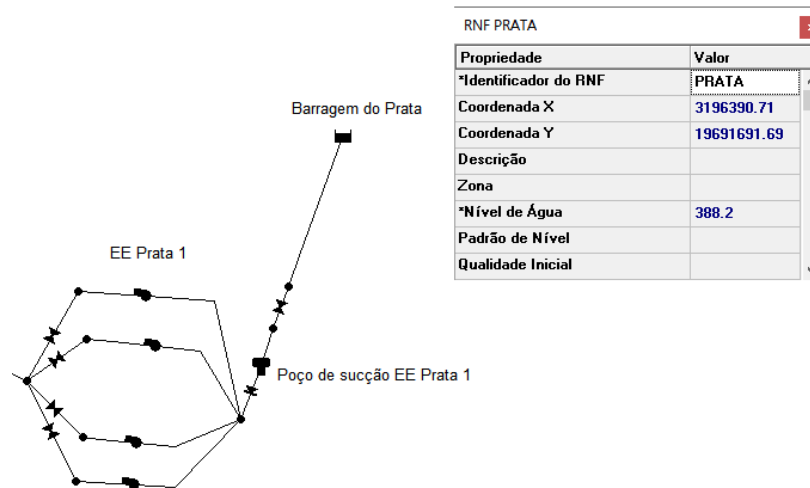 RNF PRATA
Propriedade Valor
*Identificador do RNF PRATA
Coordenada X 3196390.71
Coordenada Y 19691691.69
Descrição
Zona
*Nível de Água 388.2
Padrão de Nível
Qualidade Inicial
Barragem do Prata
EE Prata 1
Poço de sucção EE Prata 1